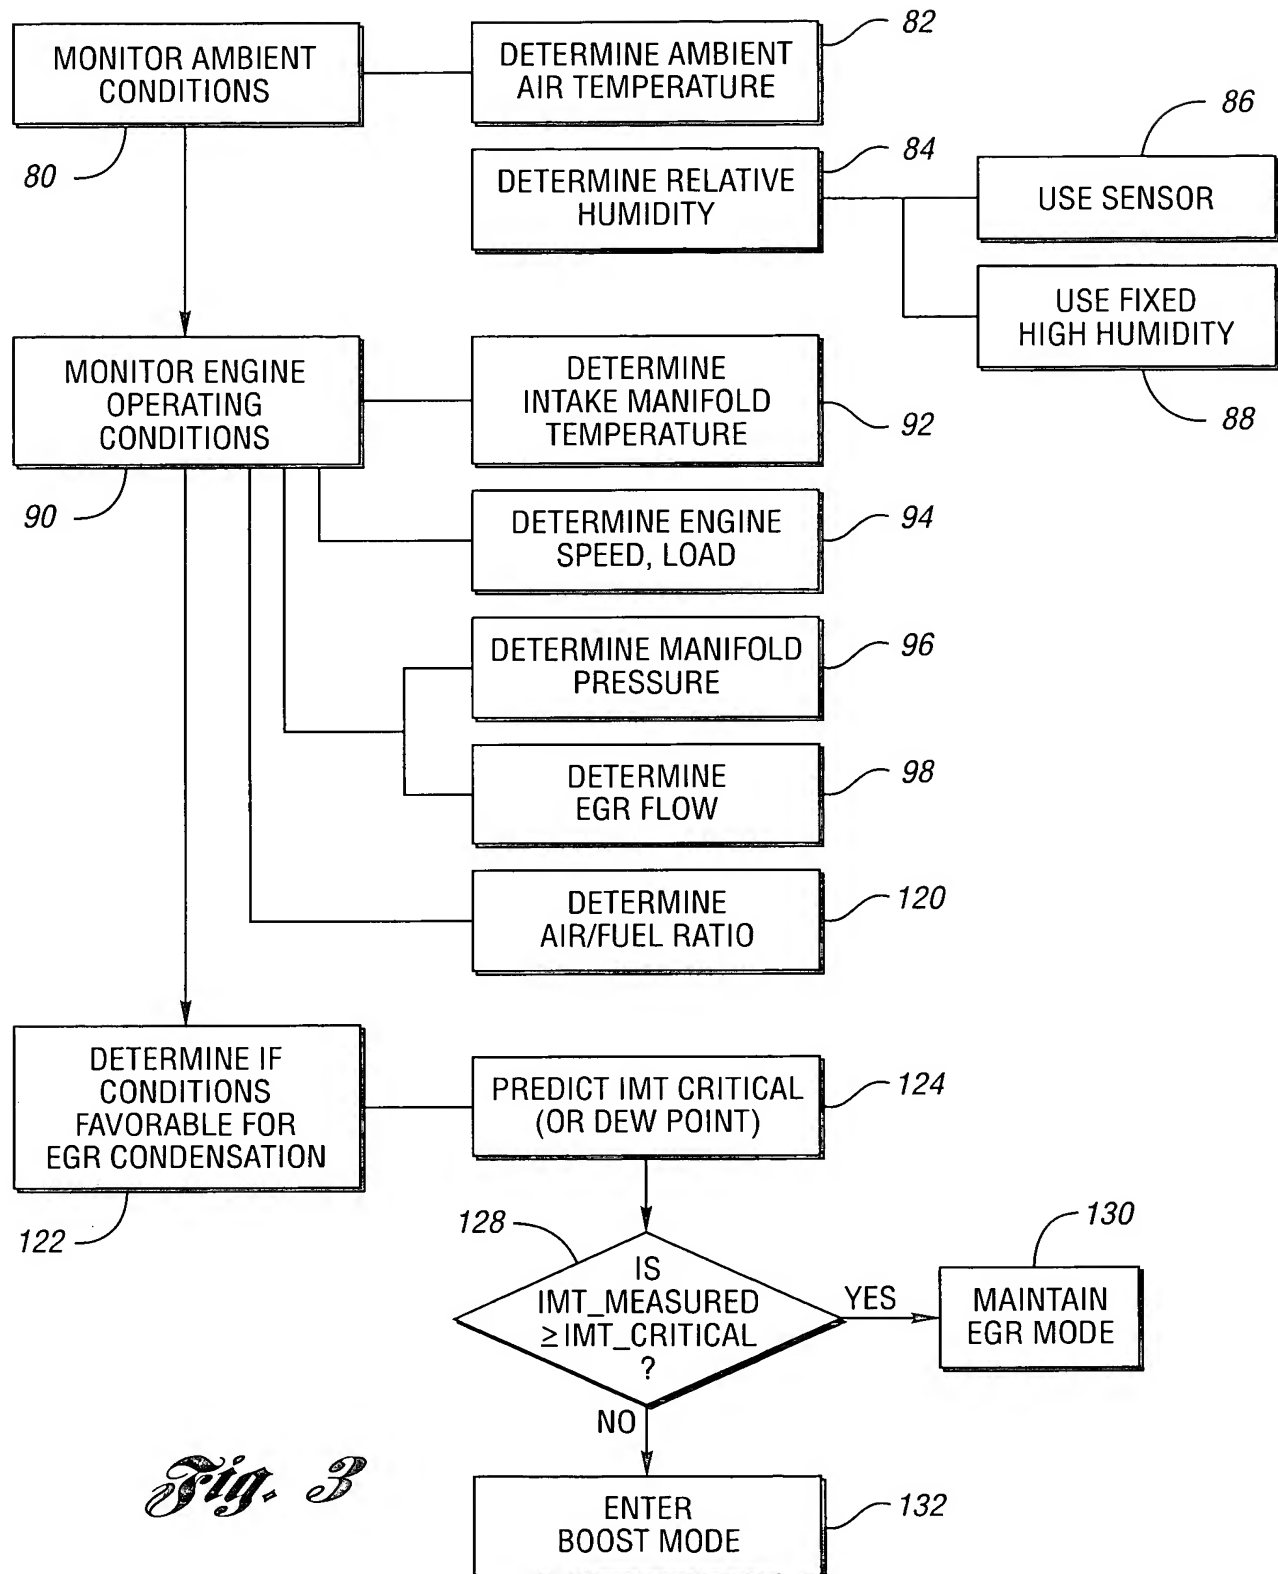 MONITOR AMBIENT
CONDITIONS
80
DETERMINE AMBIENT
AIR TEMPERATURE
82
DETERMINE RELATIVE
HUMIDITY
84
USE SENSOR
86
USE FIXED
HIGH HUMIDITY
88
MONITOR ENGINE
OPERATING
CONDITIONS
90
DETERMINE
INTAKE MANIFOLD
TEMPERATURE
92
DETERMINE ENGINE
SPEED, LOAD
94
DETERMINE MANIFOLD
PRESSURE
96
DETERMINE
EGR FLOW
98
DETERMINE
AIR/FUEL RATIO
120
DETERMINE IF
CONDITIONS
FAVORABLE FOR
EGR CONDENSATION
122
PREDICT IMT CRITICAL
(OR DEW POINT)
124
128
IS
IMT_MEASURED
≥IMT_CRITICAL
?
YES
130
MAINTAIN
EGR MODE
NO
ENTER
BOOST MODE
132
Fig. 3